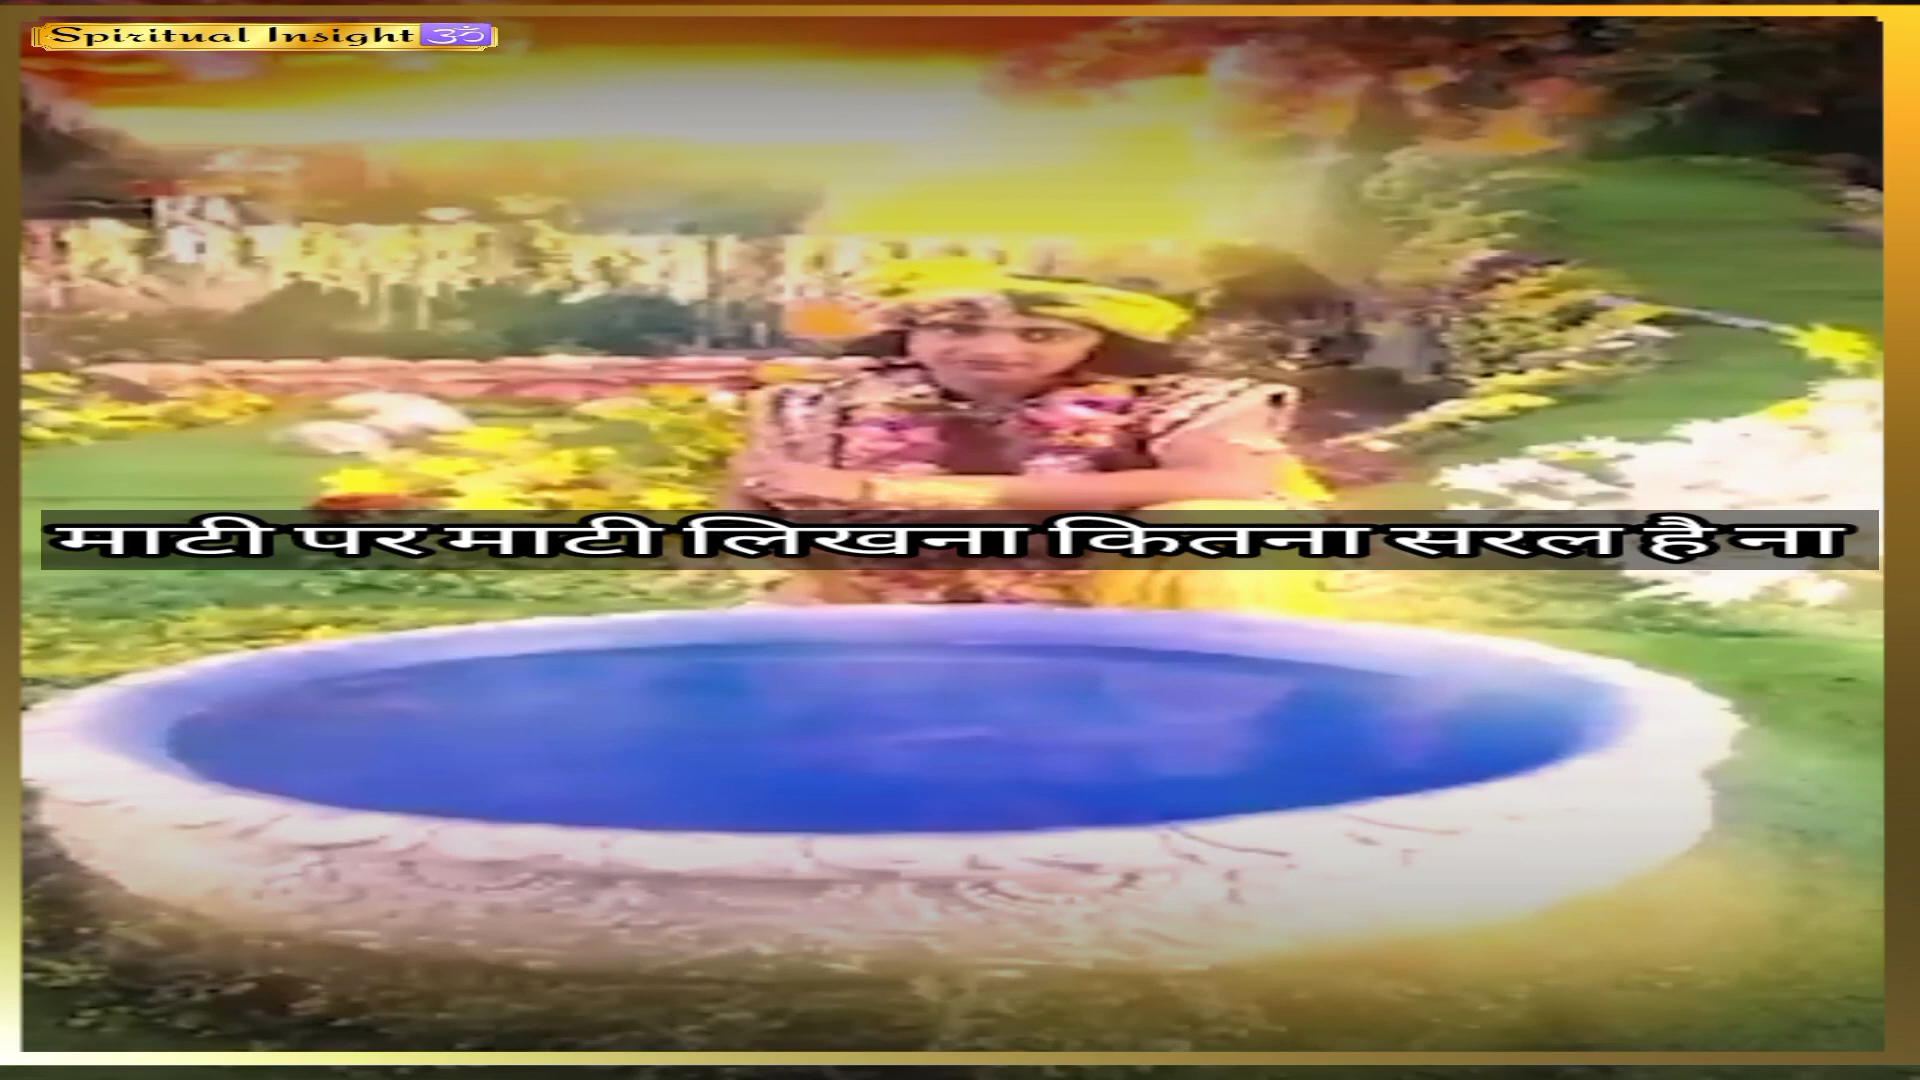 Spiritual Insight ॐ
माटी पर माटी लिखना कितना सरल है ना